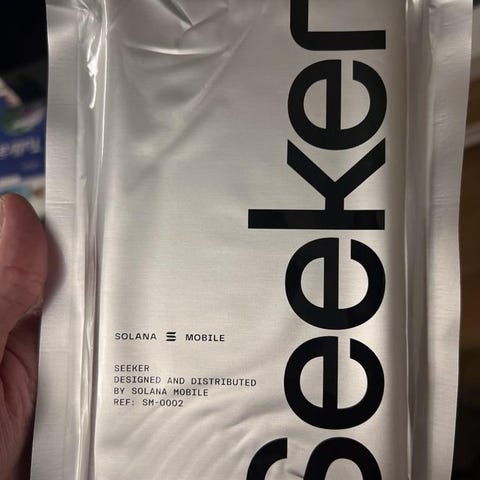 Seeker
SOLANA MOBILE
SEEKER
DESIGNED AND DISTRIBUTED
BY SOLANA MOBILE
REF: SM-0002